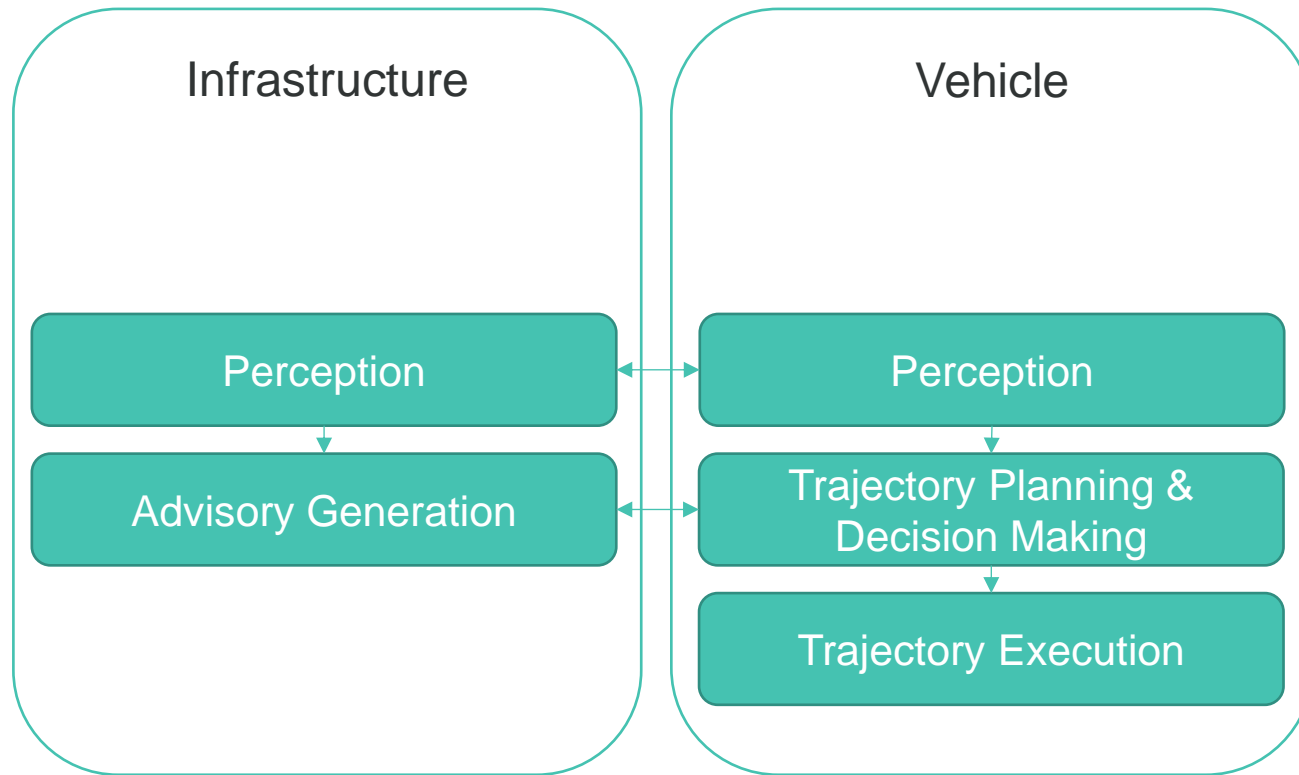 Infrastructure
Vehicle
Perception
Perception
Advisory Generation
Trajectory Planning &
Decision Making
Trajectory Execution